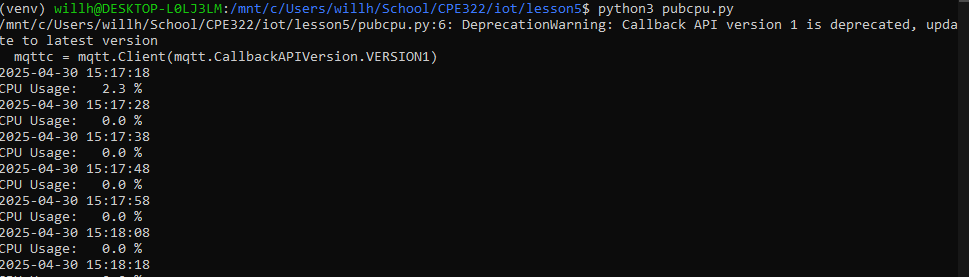 (venv) willh@DESKTOP-L0LJ3LM:/mnt/c/Users/willh/School/CPE322/iot/lesson5$ python3 pubcpu.py
/mnt/c/Users/willh/School/CPE322/iot/lesson5/pubcpu.py:6: DeprecationWarning: Callback API version 1 is deprecated, upda
te to latest version
  mqttc = mqtt.Client(mqtt.CallbackAPIVersion.VERSION1)
2025-04-30 15:17:18
CPU Usage:   2.3 %
2025-04-30 15:17:28
CPU Usage:   0.0 %
2025-04-30 15:17:38
CPU Usage:   0.0 %
2025-04-30 15:17:48
CPU Usage:   0.0 %
2025-04-30 15:17:58
CPU Usage:   0.0 %
2025-04-30 15:18:08
CPU Usage:   0.0 %
2025-04-30 15:18:18